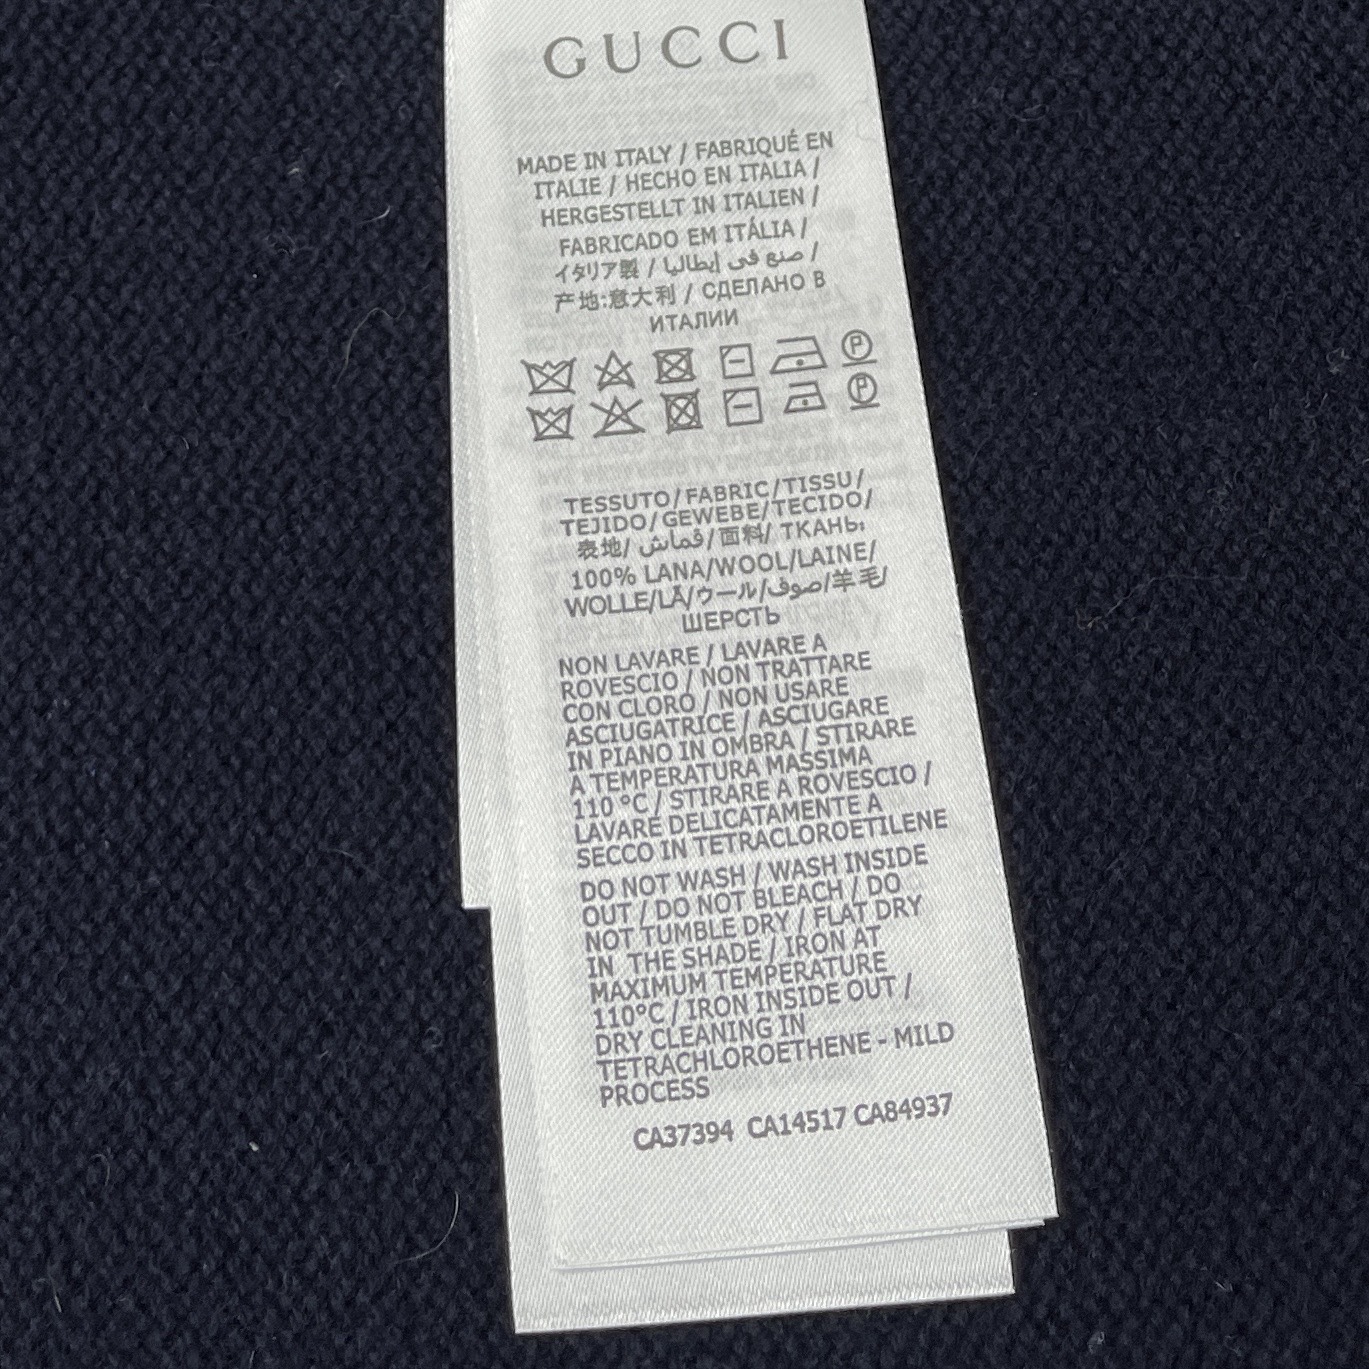 GUCCI
MADE IN ITALY / FABRIQUÉ EN
ITALIE / HECHO EN ITALIA /
HERGESTELLT IN ITALIEN /
FABRICADO EM ITÁLIA /
イタリア製 / صنع في إيطاليا /
产地:意大利 / СДЕЛАНО В
ИТАЛИИ
TESSUTO/FABRIC/TISSU/
TEJIDO/GEWEBE/TECIDO/
表地/ قماش/面料/ ТКАНЬ:
100% LANA/WOOL/LAINE/
WOLLE/LÃ/ウール/صوف/羊毛/
ШЕРСТЬ
NON LAVARE / LAVARE A
ROVESCIO / NON TRATTARE
CON CLORO / NON USARE
ASCIUGATRICE / ASCIUGARE
IN PIANO IN OMBRA / STIRARE
A TEMPERATURA MASSIMA
110 °C / STIRARE A ROVESCIO /
LAVARE DELICATAMENTE A
SECCO IN TETRACLOROETILENE
DO NOT WASH / WASH INSIDE
OUT / DO NOT BLEACH / DO
NOT TUMBLE DRY / FLAT DRY
IN THE SHADE / IRON AT
MAXIMUM TEMPERATURE
110°C / IRON INSIDE OUT /
DRY CLEANING IN
TETRACHLOROETHENE - MILD
PROCESS
CA37394 CA14517 CA84937